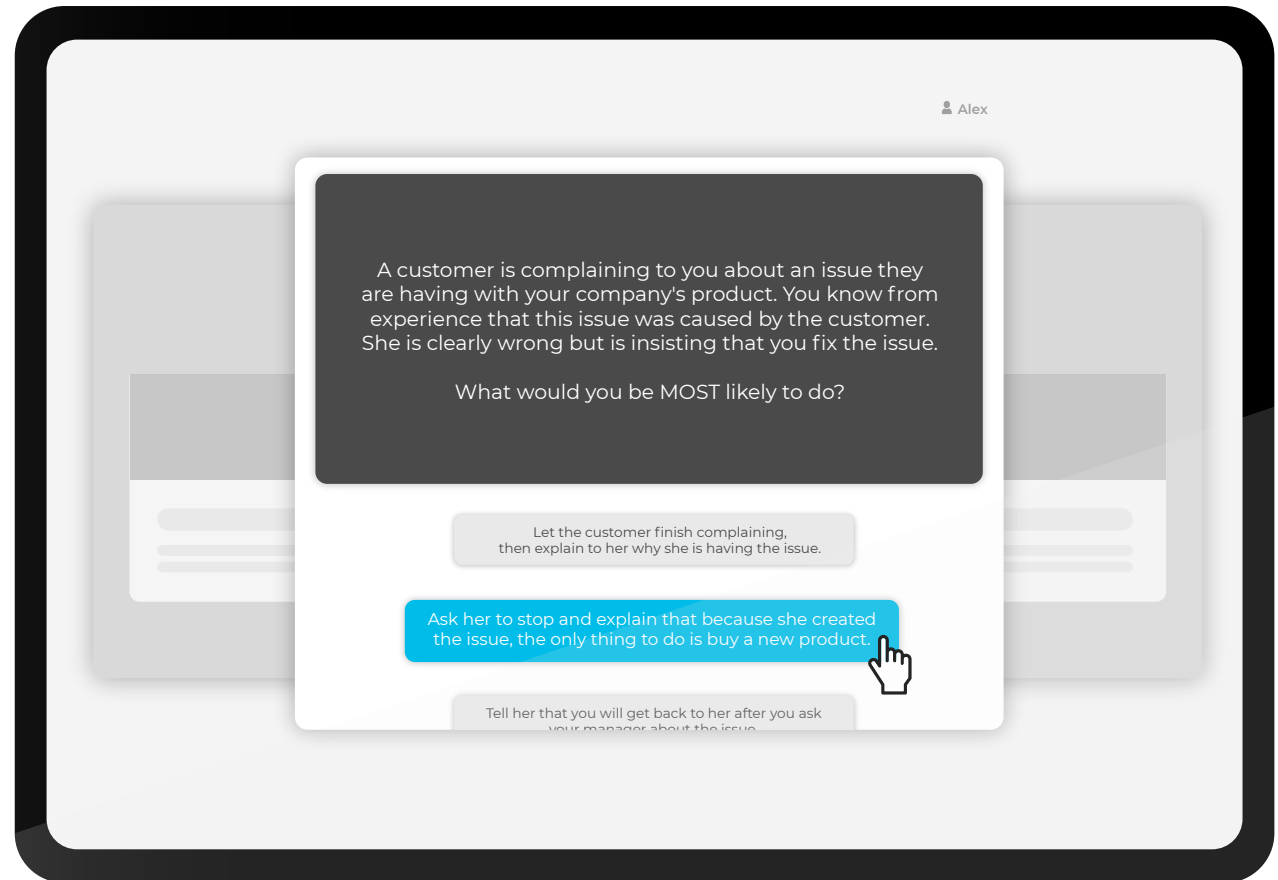 Alex
A customer is complaining to you about an issue they
are having with your company's product. You know from
experience that this issue was caused by the customer.
She is clearly wrong but is insisting that you fix the issue.
What would you be MOST likely to do?
Let the customer finish complaining,
then explain to her why she is having the issue.
Ask her to stop and explain that because she created
the issue, the only thing to do is buy a new product.
Tell her that you will get back to her after you ask
your manager about the issue